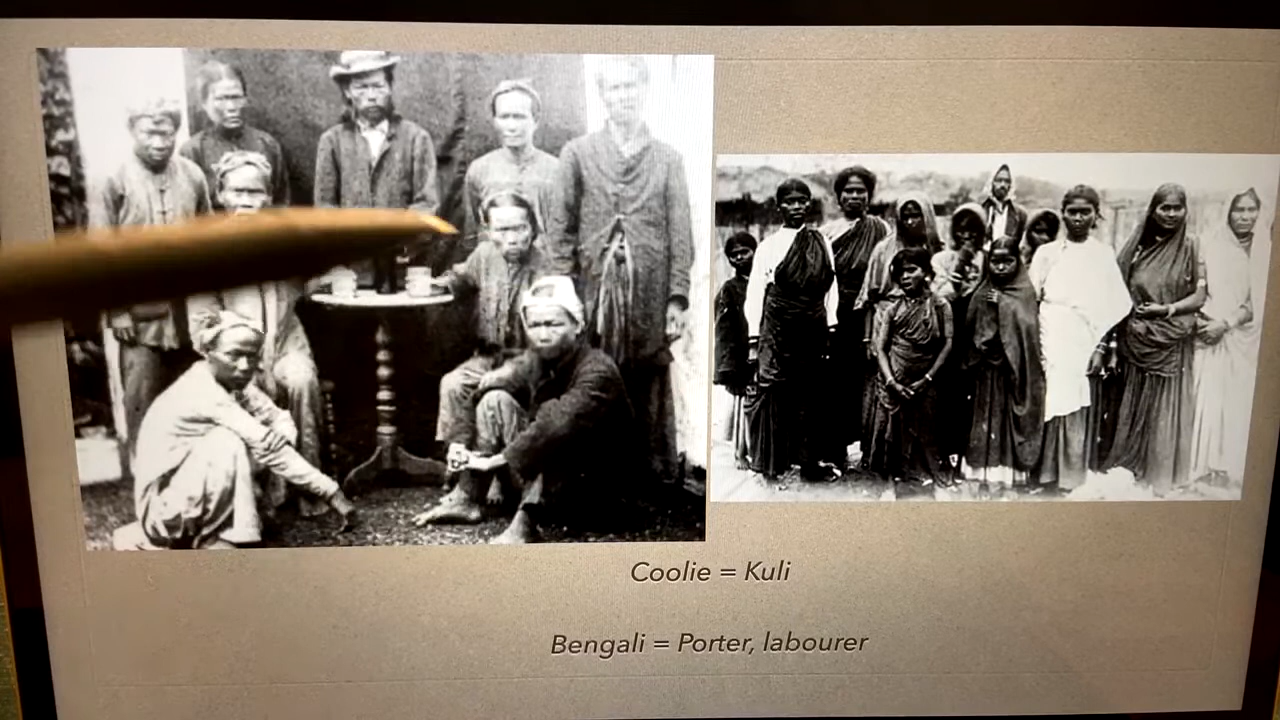 Coolie = Kuli
Bengali = Porter, labourer